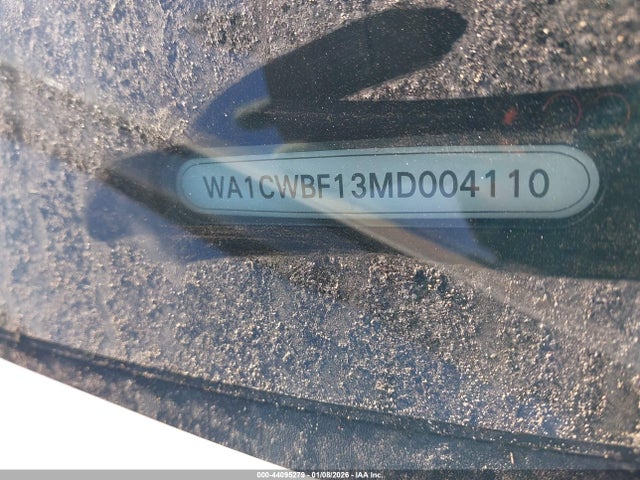 WA1CWBF13MD004110
000-44095279 - 01/08/2026 - IAA Inc.